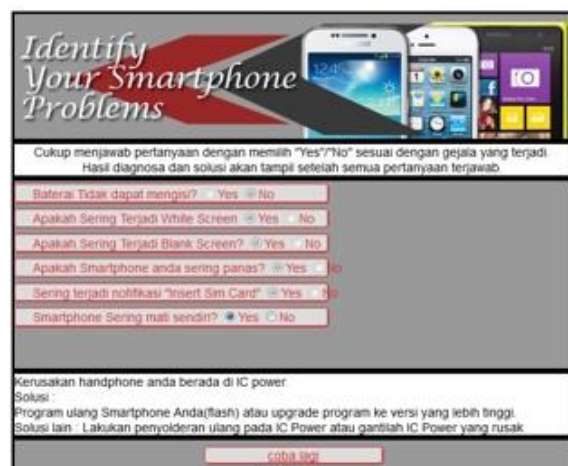 Identify
Your Smartphone
Problems
Cukup menjawab pertanyaan dengan memilih "Yes"/"No" sesuai dengan gejala yang terjadi.
Hasil diagnosa dan solusi akan tampil setelah semua pertanyaan terjawab
Baterai Tidak dapat mengisi? Yes No
Apakah Sering Terjadi White Screen Yes No
Apakah Sering Terjadi Blank Screen? Yes No
Apakah Smartphone anda sering panas? Yes No
Sering terjadi notifikasi "Insert Sim Card" Yes No
Smartphone Sering mati sendiri? Yes No
Kerusakan handphone anda berada di IC power
Solusi :
Program ulang Smartphone Anda(flash) atau upgrade program ke versi yang lebih tinggi.
Solusi lain : Lakukan penyolderan ulang pada IC Power atau gantilah IC Power yang rusak
coba lagi